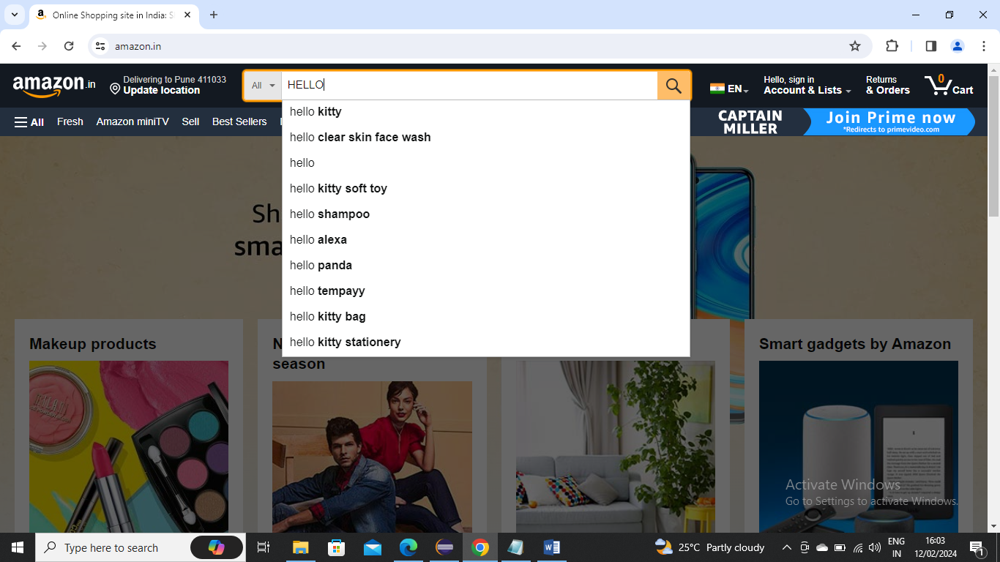 Online Shopping site in India: S
amazon.in
amazon.in
Delivering to Pune 411033
Update location
All
HELLO
EN
Hello, sign in
Account & Lists
Returns
& Orders
0
Cart
All
Fresh
Amazon miniTV
Sell
Best Sellers
CAPTAIN
MILLER
Join Prime now
*Redirects to primevideo.com
hello kitty
hello clear skin face wash
hello
hello kitty soft toy
hello shampoo
hello alexa
hello panda
hello tempayy
hello kitty bag
hello kitty stationery
Sh
sma
Makeup products
season
Smart gadgets by Amazon
MILANI
Activate Windows
Go to Settings to activate Windows.
Type here to search
25°C Partly cloudy
ENG
IN
16:03
12/02/2024
1